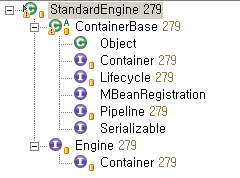 StandardEngine 279
ContainerBase 279
Object
Container 279
Lifecycle 279
MBeanRegistration
Pipeline 279
Serializable
Engine 279
Container 279